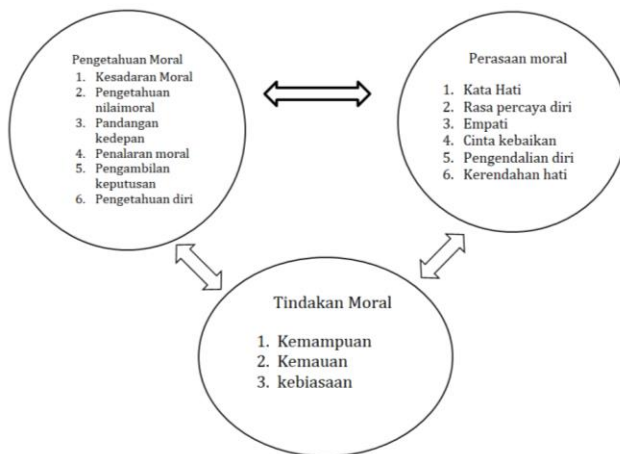 Pengetahuan Moral
1. Kesadaran Moral
2. Pengetahuan
nilaimoral
3. Pandangan
kedepan
4. Penalaran moral
5. Pengambilan
keputusan
6. Pengetahuan diri
Perasaan moral
1. Kata Hati
2. Rasa percaya diri
3. Empati
4. Cinta kebaikan
5. Pengendalian diri
6. Kerendahan hati
Tindakan Moral
1. Kemampuan
2. Kemauan
3. kebiasaan